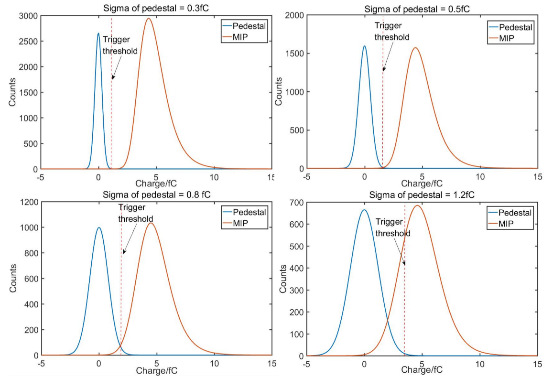 Sigma of pedestal = 0.3fC
3000
2500
2000
1500
1000
500
0
Counts
Trigger
threshold
Pedestal
MIP
-5 0 5 10 15
Charge/fC
Sigma of pedestal = 0.5fC
2000
1500
1000
500
0
Counts
Trigger
threshold
Pedestal
MIP
-5 0 5 10 15
Charge/fC
Sigma of pedestal = 0.8 fC
1200
1000
800
600
400
200
0
Counts
Trigger
threshold
Pedestal
MIP
-5 0 5 10 15
Charge/fC
Sigma of pedestal = 1.2fC
700
600
500
400
300
200
100
0
Counts
Trigger
threshold
Pedestal
MIP
-5 0 5 10 15
Charge/fC